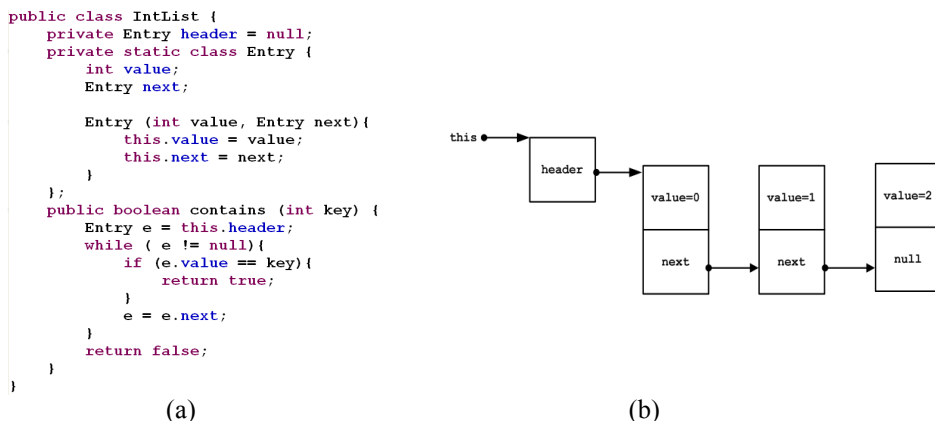 public class IntList {
    private Entry header = null;
    private static class Entry {
        int value;
        Entry next;

        Entry (int value, Entry next){
            this.value = value;
            this.next = next;
        }
    };
    public boolean contains (int key) {
        Entry e = this.header;
        while ( e != null){
            if (e.value == key){
                return true;
            }
            e = e.next;
        }
        return false;
    }
}
(a)
this
header
value=0
value=1
value=2
next
next
null
(b)